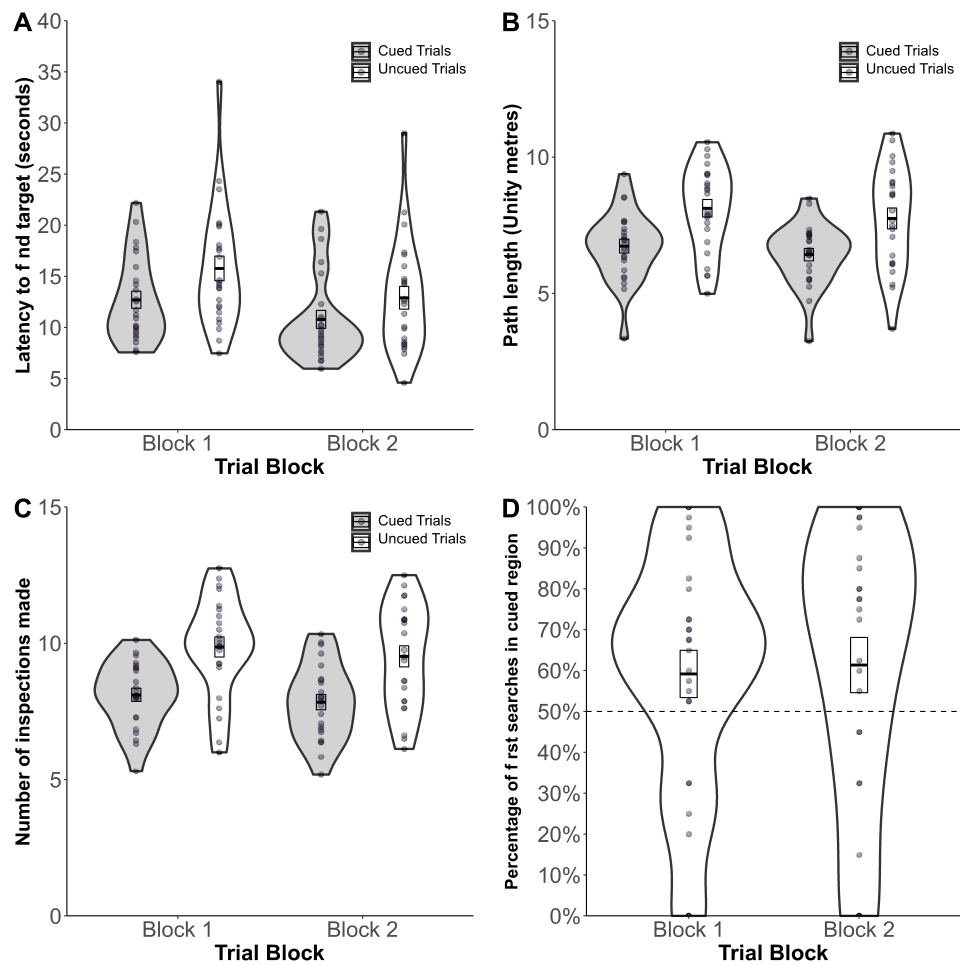 A
40
35
30
25
20
15
10
5
0
Latency to f nd target (seconds)
Cued Trials
Uncued Trials
Block 1
Block 2
Trial Block
B
15
10
5
0
Path length (Unity metres)
Cued Trials
Uncued Trials
Block 1
Block 2
Trial Block
C
15
10
5
0
Number of inspections made
Cued Trials
Uncued Trials
Block 1
Block 2
Trial Block
D
100%
90%
80%
70%
60%
50%
40%
30%
20%
10%
0%
Percentage of f rst searches in cued region
Block 1
Block 2
Trial Block